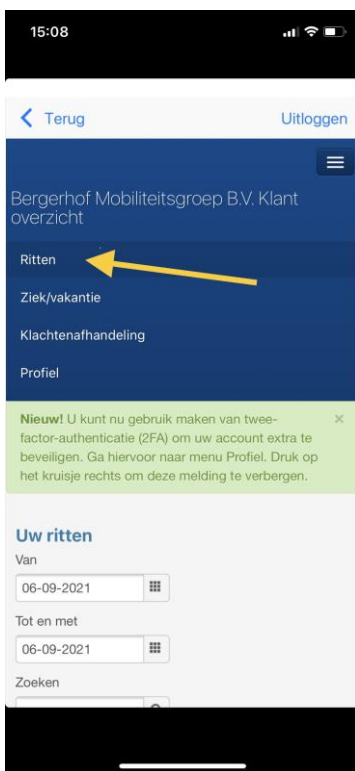 15:08
Terug
Uitloggen
Bergerhof Mobiliteitsgroep B.V. Klant
overzicht
Ritten
Ziek/vakantie
Klachtenafhandeling
Profiel
Nieuw! U kunt nu gebruik maken van twee-
factor-authenticatie (2FA) om uw account extra te
beveiligen. Ga hiervoor naar menu Profiel. Druk op
het kruisje rechts om deze melding te verbergen.
Uw ritten
Van
06-09-2021
Tot en met
06-09-2021
Zoeken